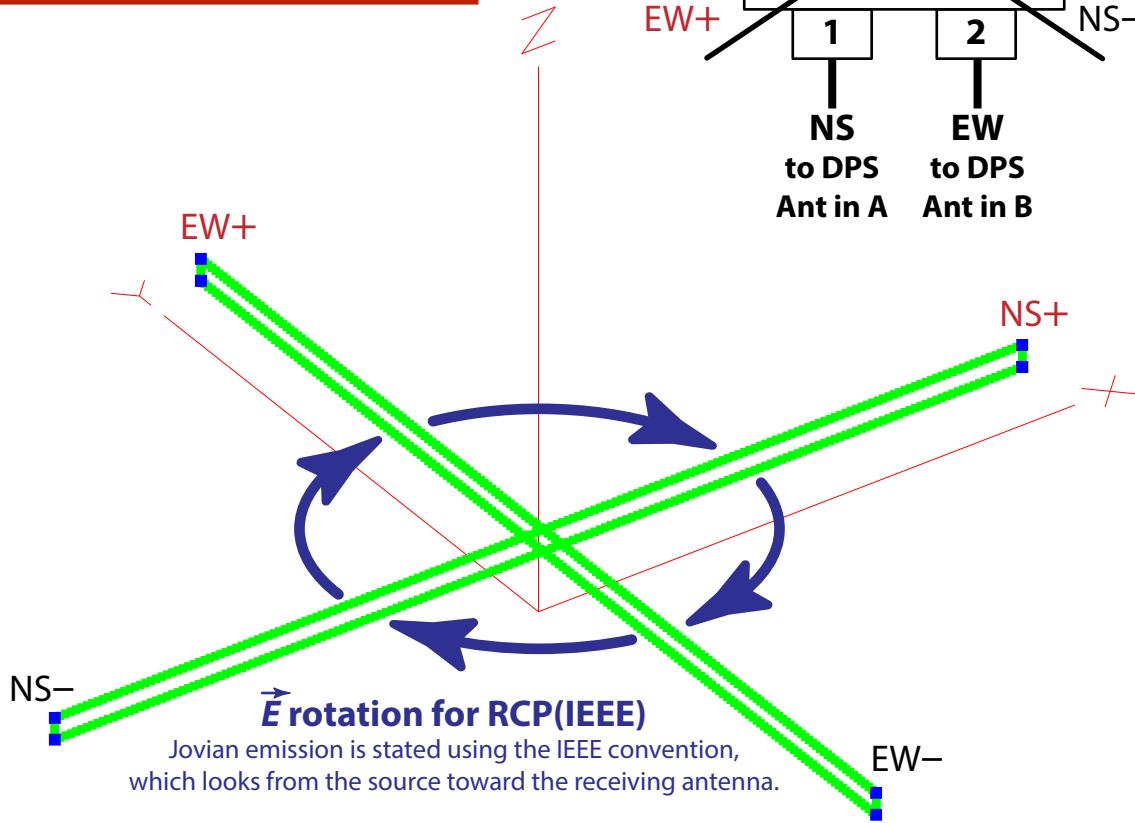 Z
EW+
NS−
1
2
NS
to DPS
Ant in A
EW
to DPS
Ant in B
EW+
Y
NS+
X
NS−
E rotation for RCP(IEEE)
Jovian emission is stated using the IEEE convention,
which looks from the source toward the receiving antenna.
EW−